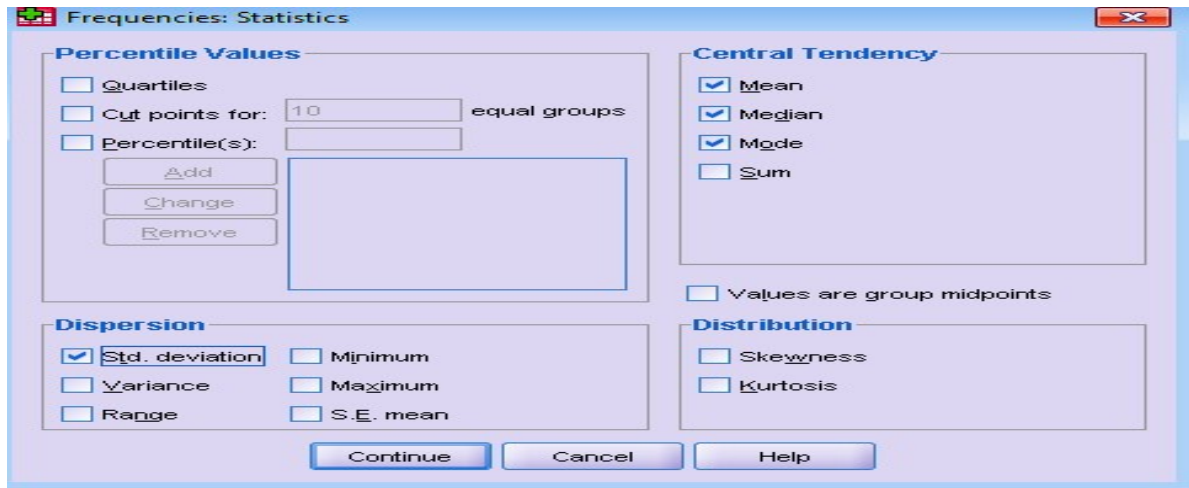 Frequencies: Statistics
Percentile Values
Quartiles
Cut points for: 10 equal groups
Percentile(s):
Add
Change
Remove
Central Tendency
Mean
Median
Mode
Sum
Values are group midpoints
Dispersion
Std. deviation Minimum
Variance Maximum
Range S.E. mean
Distribution
Skewness
Kurtosis
Continue Cancel Help